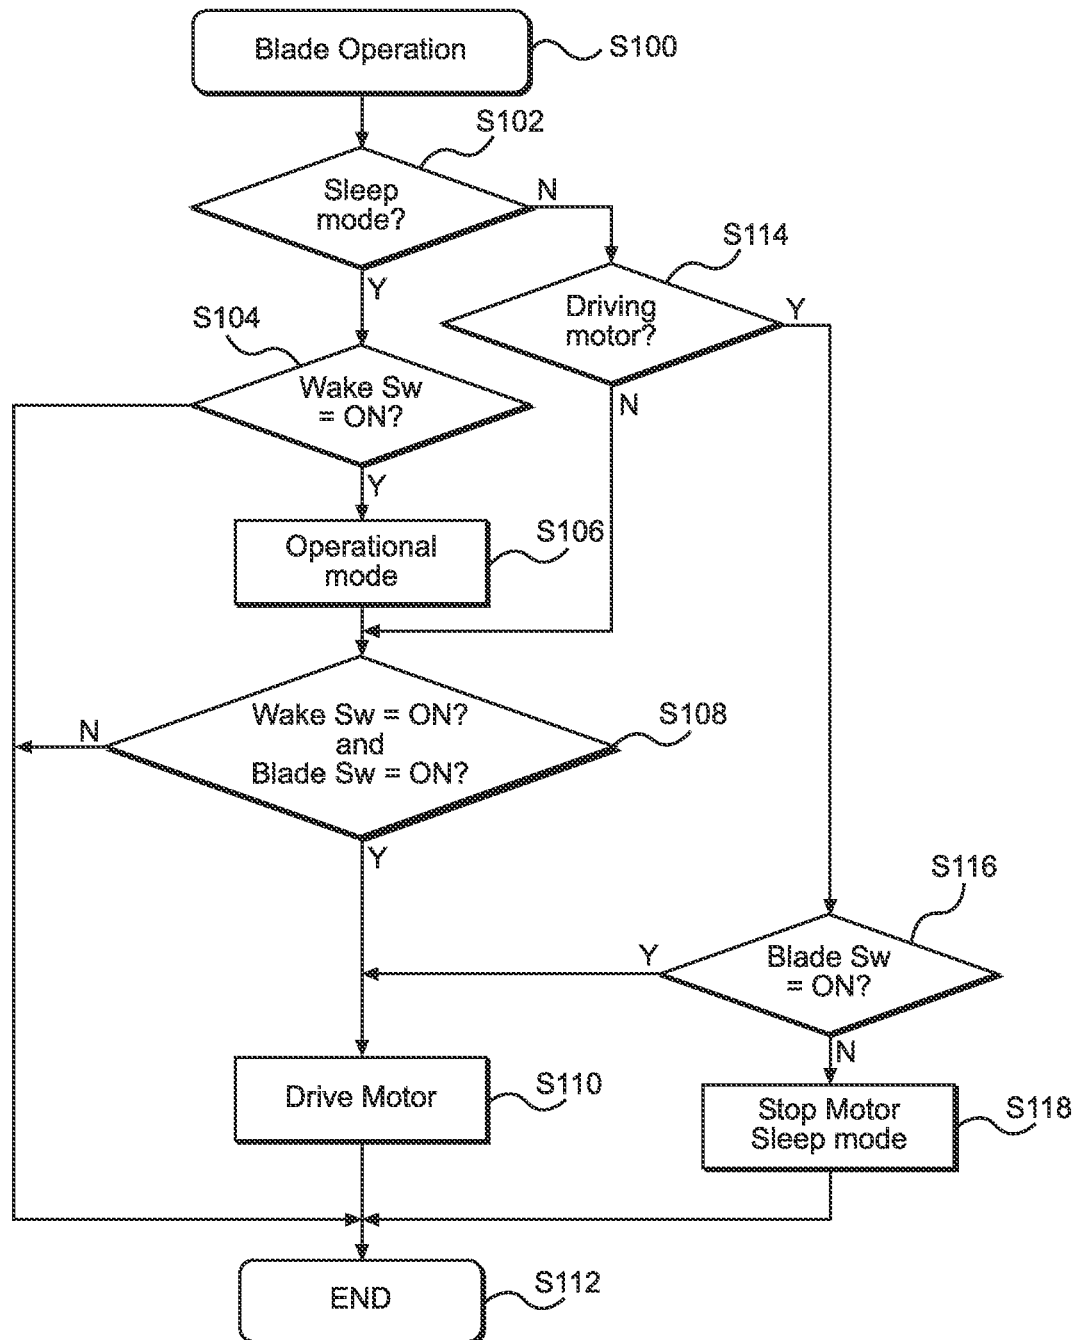 Blade Operation
S100
S102
Sleep
mode?
N
Y
S114
Driving
motor?
Y
N
S104
Wake Sw
= ON?
Y
S106
Operational
mode
S108
Wake Sw = ON?
and
Blade Sw = ON?
N
Y
S116
Blade Sw
= ON?
Y
N
Drive Motor
S110
Stop Motor
Sleep mode
S118
END
S112